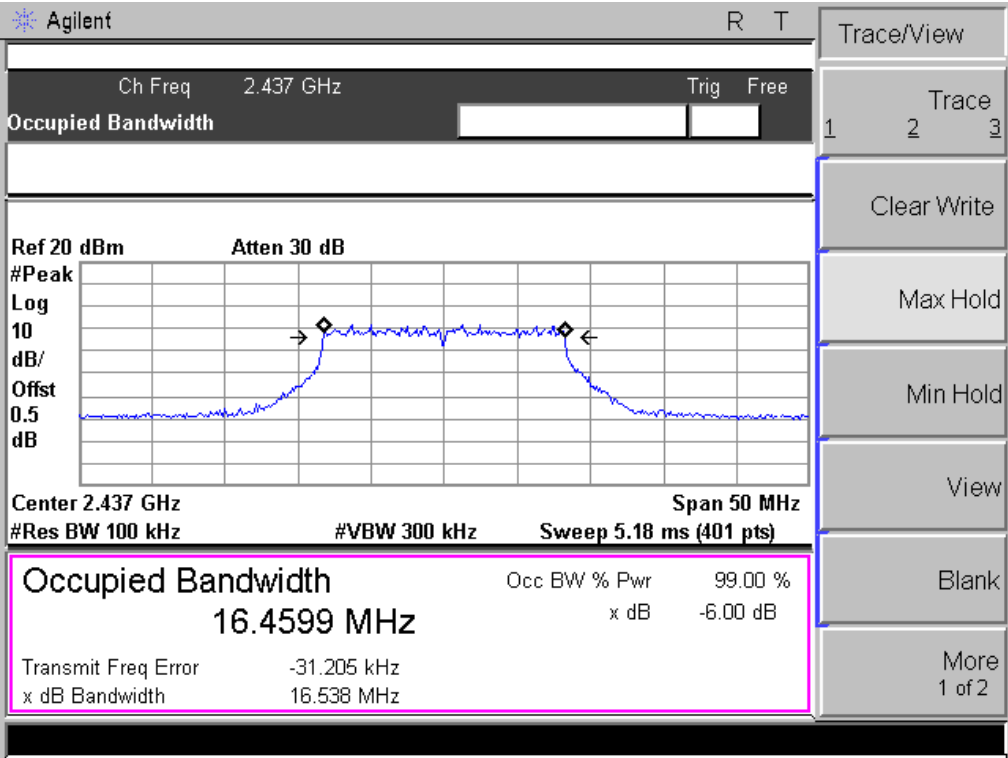 Agilent R T
Ch Freq 2.437 GHz Trig Free
Occupied Bandwidth
Ref 20 dBm Atten 30 dB
#Peak
Log
10
dB/
Offst
0.5
dB
Center 2.437 GHz Span 50 MHz
#Res BW 100 kHz #VBW 300 kHz Sweep 5.18 ms (401 pts)
Occupied Bandwidth
16.4599 MHz
Occ BW % Pwr 99.00 %
x dB -6.00 dB
Transmit Freq Error -31.205 kHz
x dB Bandwidth 16.538 MHz
Trace/View
Trace
1 2 3
Clear Write
Max Hold
Min Hold
View
Blank
More
1 of 2